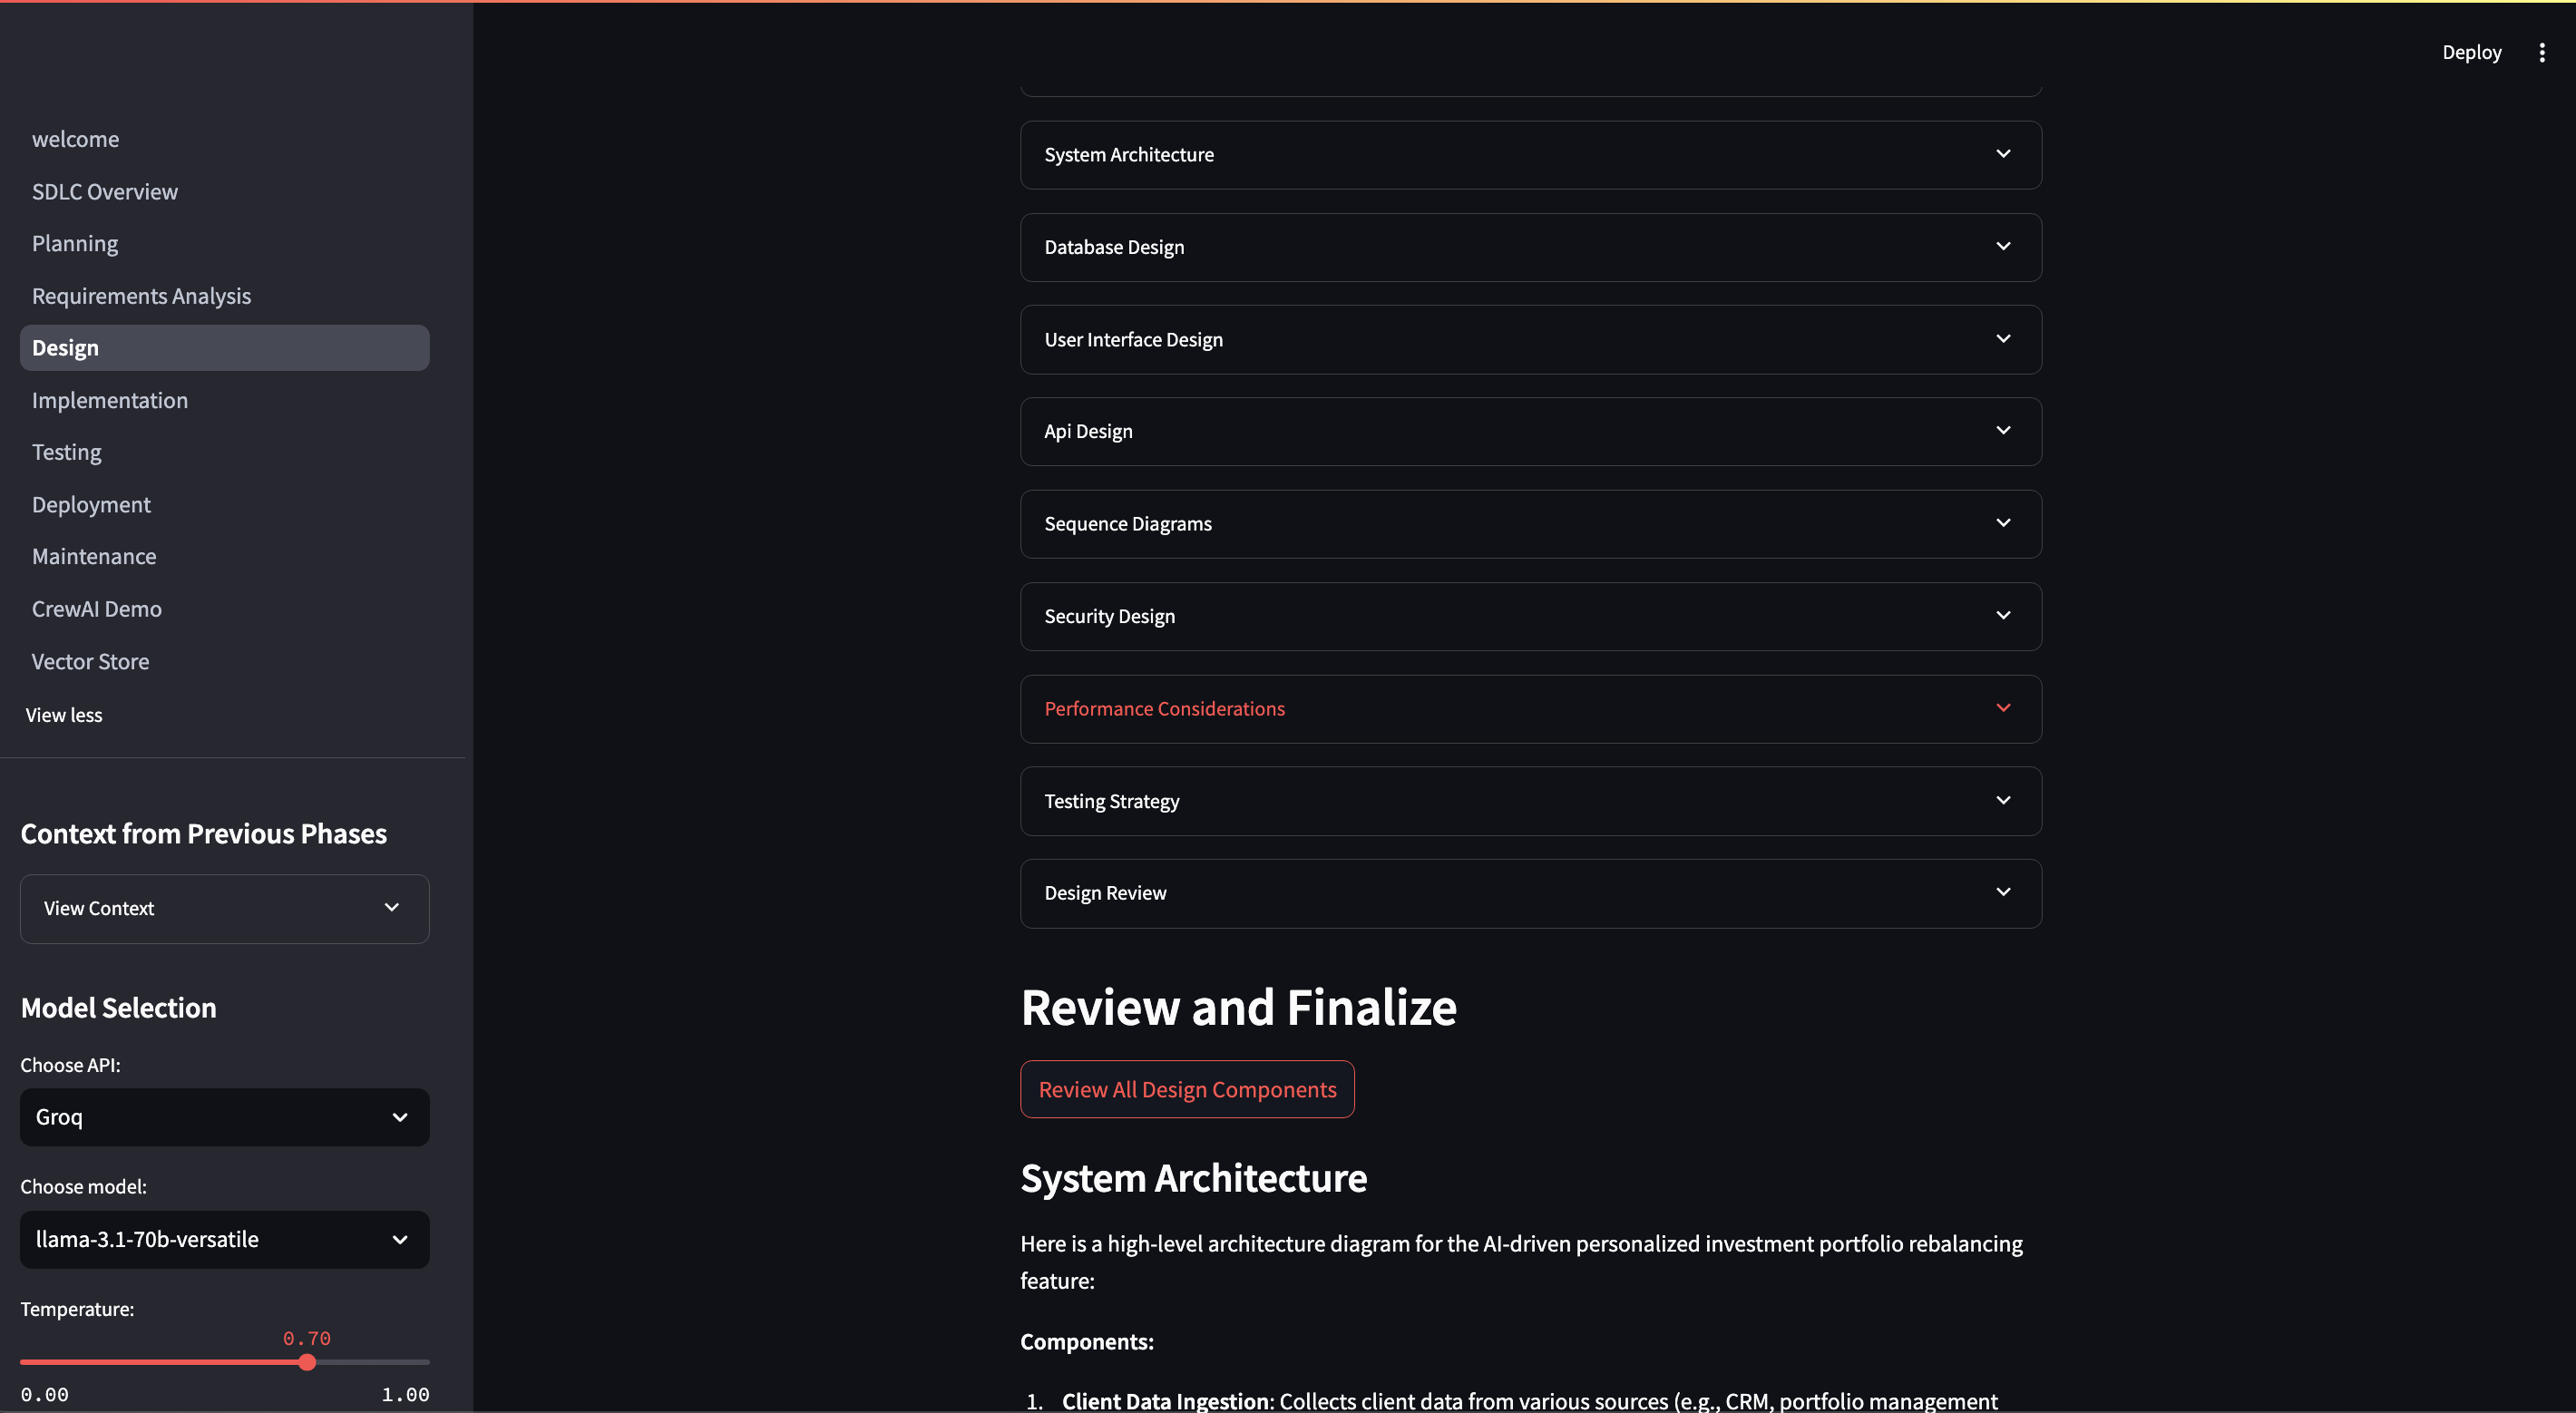 Deploy
welcome
SDLC Overview
Planning
Requirements Analysis
Design
Implementation
Testing
Deployment
Maintenance
CrewAI Demo
Vector Store
View less
Context from Previous Phases
View Context
Model Selection
Choose API:
Groq
Choose model:
llama-3.1-70b-versatile
Temperature:
0.70
0.00 1.00
System Architecture
Database Design
User Interface Design
Api Design
Sequence Diagrams
Security Design
Performance Considerations
Testing Strategy
Design Review
Review and Finalize
Review All Design Components
System Architecture
Here is a high-level architecture diagram for the AI-driven personalized investment portfolio rebalancing
feature:
Components:
1. Client Data Ingestion: Collects client data from various sources (e.g., CRM, portfolio management